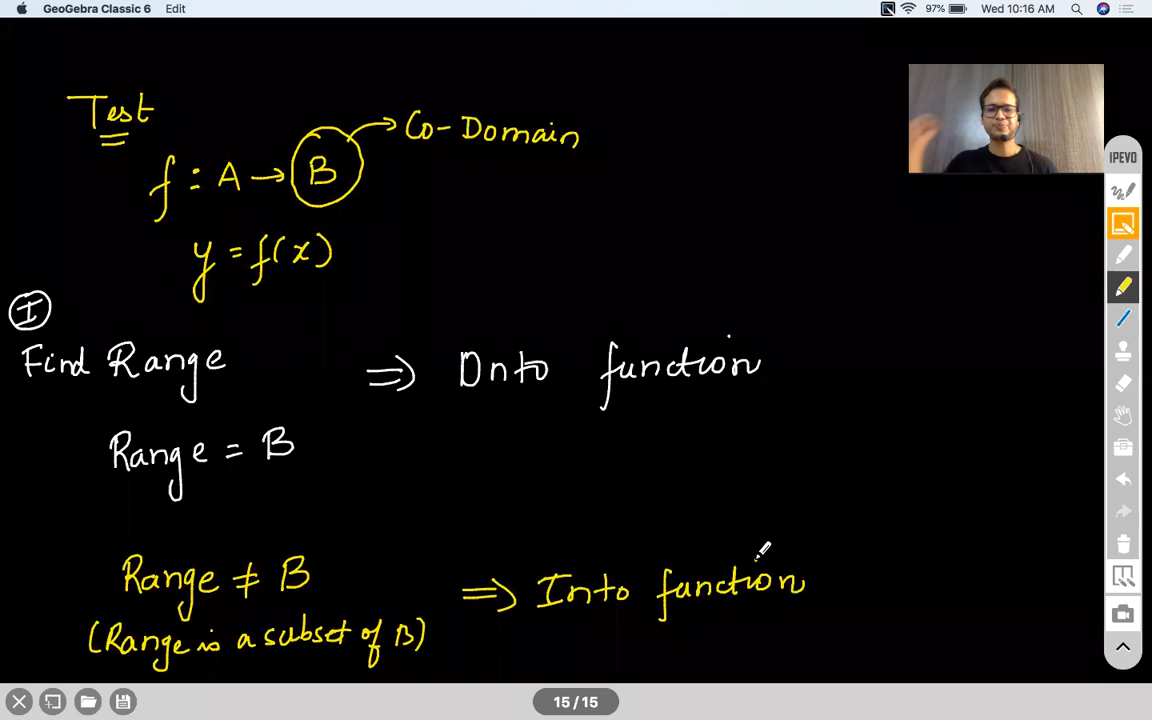 GeoGebra Classic 6 Edit 97% Wed 10:16 AM
Test
f : A → B → Co-Domain
y = f(x)
IPEVO
I
Find Range ⇒ Onto function
Range = B
Range ≠ B ⇒ Into function
(Range is a subset of B)
15 / 15